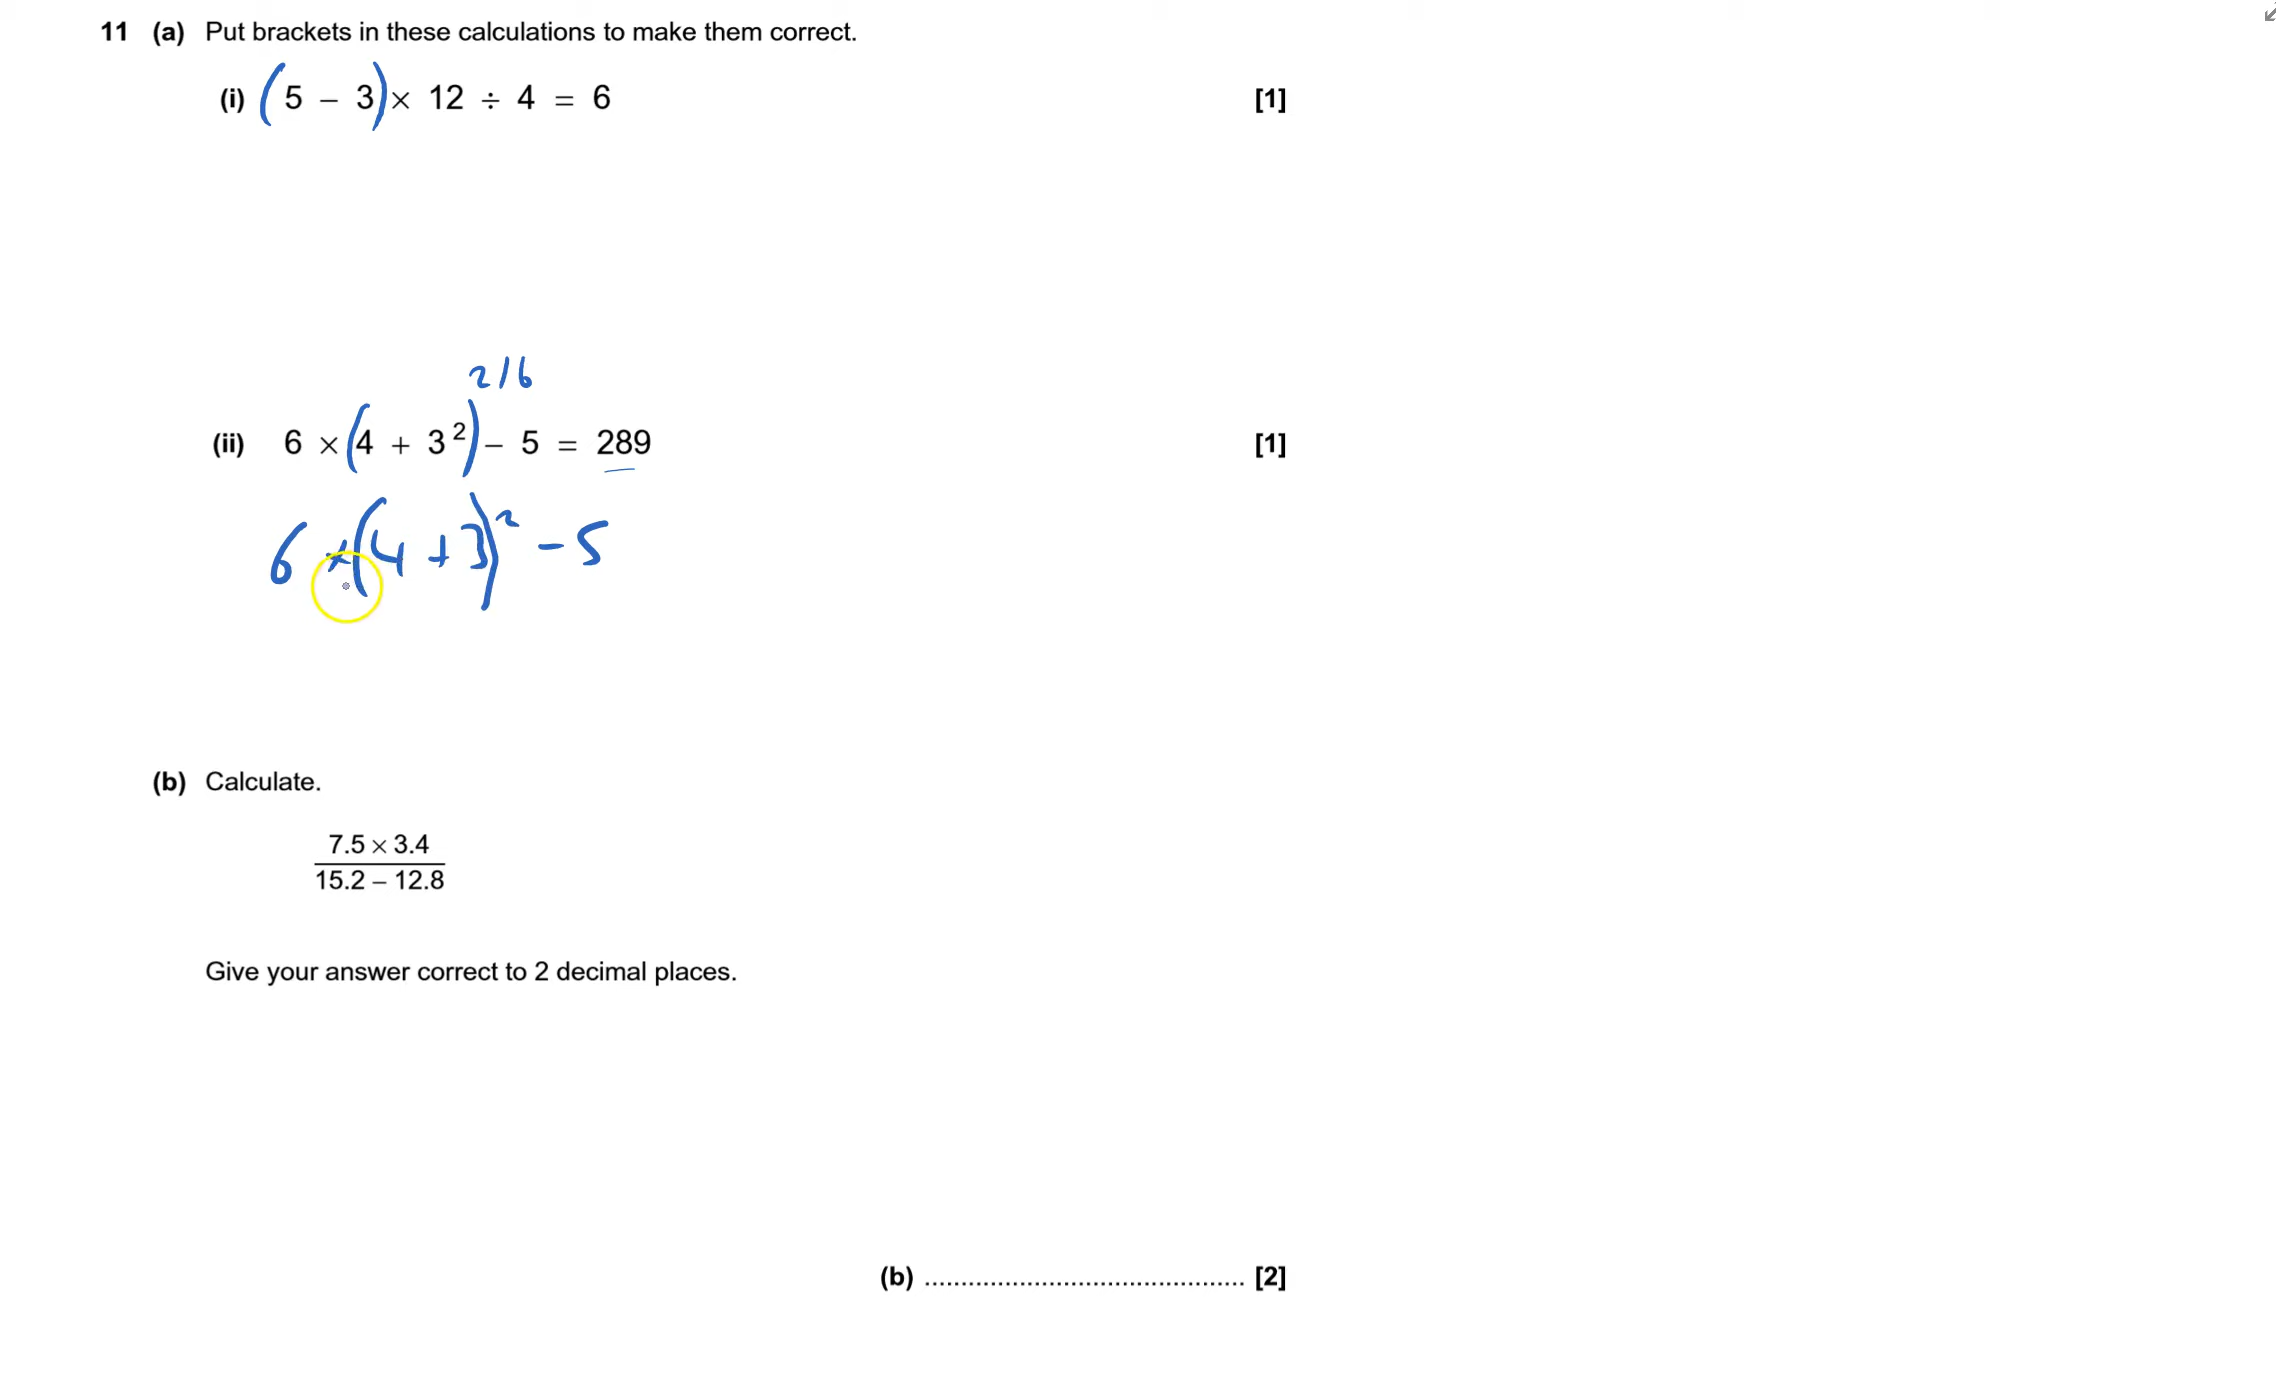 11 (a) Put brackets in these calculations to make them correct.
(i) (5 – 3) × 12 ÷ 4 = 6 [1]
216
(ii) 6 × (4 + 3²) – 5 = 289 [1]
6 × (4 + 3)² – 5
(b) Calculate.
7.5 × 3.4
15.2 – 12.8
Give your answer correct to 2 decimal places.
(b) ............................................ [2]